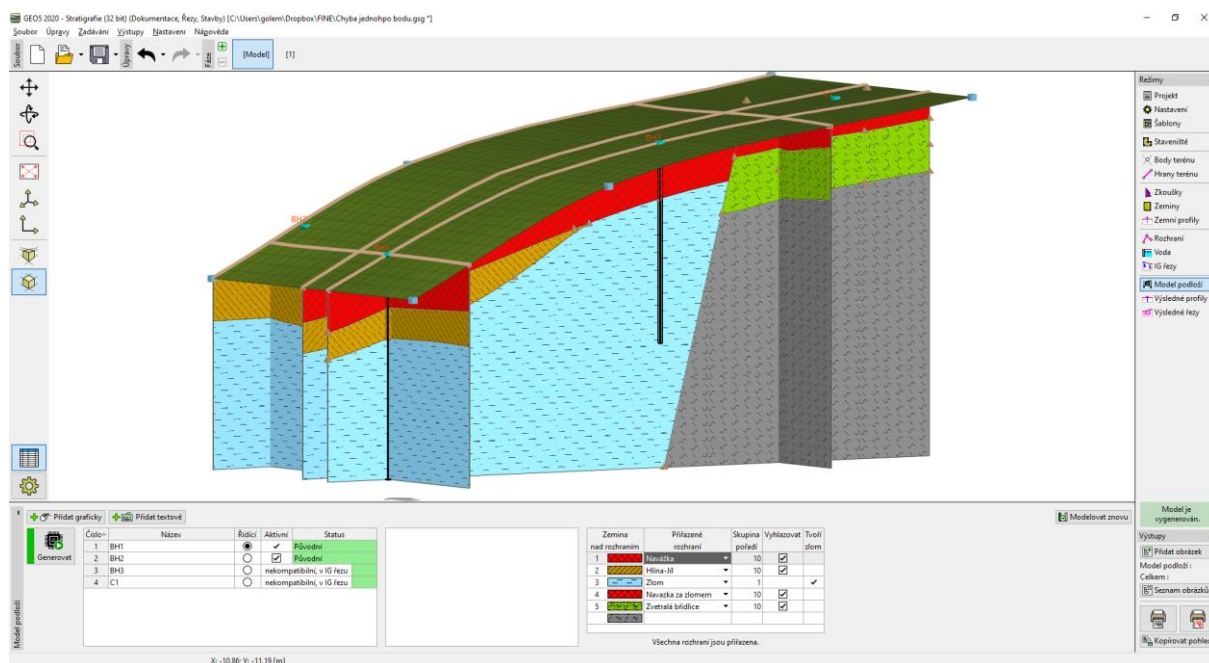 GEO5 2020 - Stratigrafie (32 bit) (Dokumentace, Řezy, Stavby) [C:\Users\golem\Dropbox\FINE\Chyba jednohpo bodu.gsg *]
Soubor Úpravy Zadávání Výstupy Nastavení Nápověda
Soubor Úpravy Fáze [Model] [1]
Režimy
Projekt
Nastavení
Šablony
Staveniště
Body terénu
Hrany terénu
Zkoušky
Zeminy
Zemní profily
Rozhraní
Voda
IG řezy
Model podloží
Výsledné profily
Výsledné řezy
Přidat graficky Přidat textově Modelovat znovu
Generovat
Model podloží
Číslo Název Řídicí Aktivní Status
1 BH1 Původní
2 BH2 Původní
3 BH3 nekompatibilní, v IG řezu
4 C1 nekompatibilní, v IG řezu
Zemina Přiřazené Skupina Vyhlazovat Tvoří
nad rozhraním rozhraní pořadí zlom
1 Navážka 10
2 Hlína-Jíl 10
3 Zlom 1
4 Navazka za zlomem 10
5 Zvetralá břidlice 10
Všechna rozhraní jsou přiřazena.
Model je
vygenerován.
Výstupy
Přidat obrázek
Model podloží :
Celkem :
Seznam obrázků
Kopírovat pohled
X: -10,86; Y: -11,19 [m]